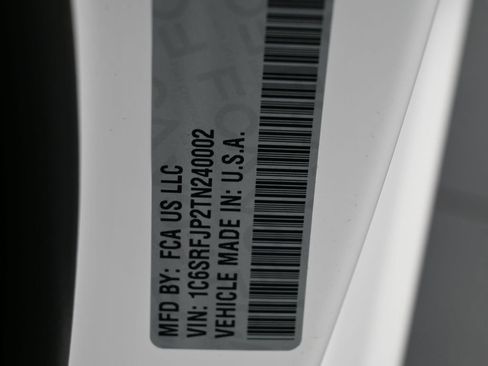 MFD BY: FCA US LLC
VIN: 1C6SRFJP2TN240002
VEHICLE MADE IN: U.S.A.